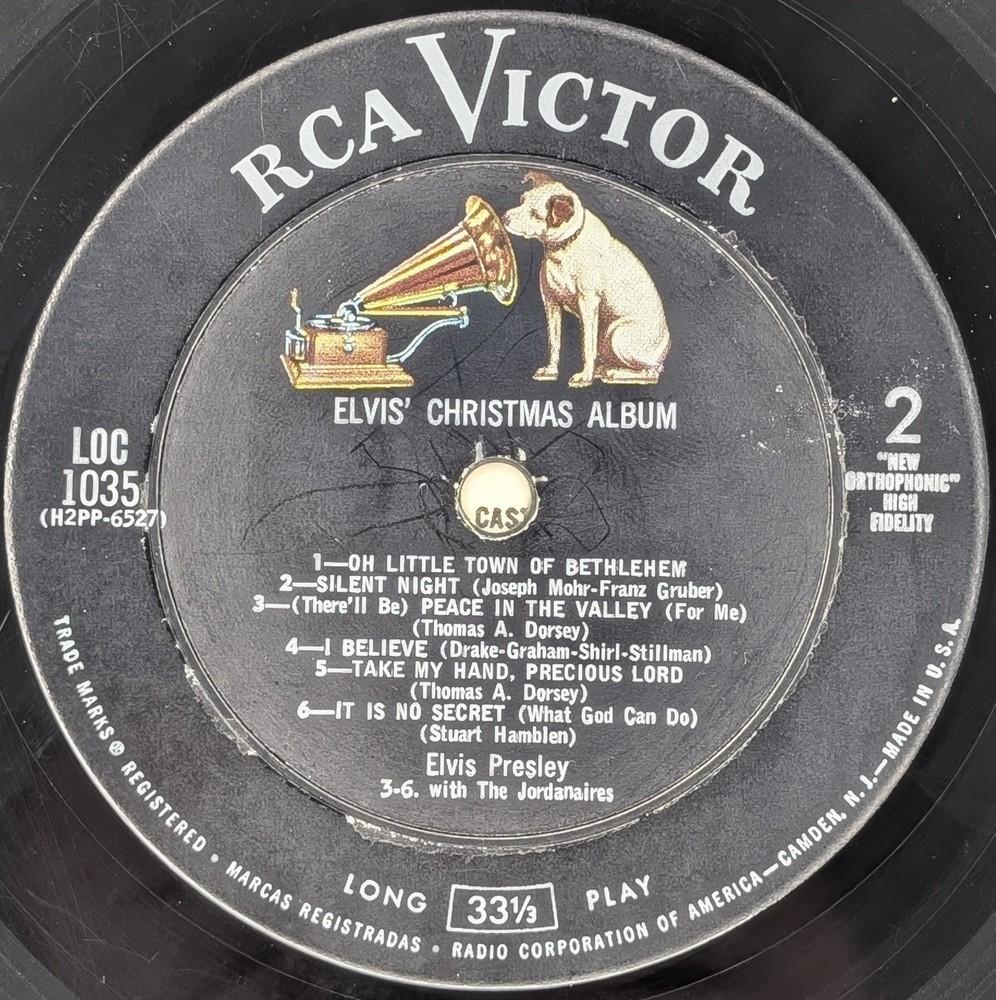 RCA VICTOR
ELVIS' CHRISTMAS ALBUM
LOC
1035
(H2PP-6527)
2
"NEW
ORTHOPHONIC"
HIGH
FIDELITY
CAST
1—OH LITTLE TOWN OF BETHLEHEM
2—SILENT NIGHT (Joseph Mohr-Franz Gruber)
3—(There'll Be) PEACE IN THE VALLEY (For Me)
(Thomas A. Dorsey)
4—I BELIEVE (Drake-Graham-Shirl-Stillman)
5—TAKE MY HAND, PRECIOUS LORD
(Thomas A. Dorsey)
6—IT IS NO SECRET (What God Can Do)
(Stuart Hamblen)
Elvis Presley
3-6. with The Jordanaires
LONG 33⅓ PLAY
TRADE MARKS ® REGISTERED • MARCAS REGISTRADAS • RADIO CORPORATION OF AMERICA—CAMDEN, N. J.—MADE IN U. S. A.